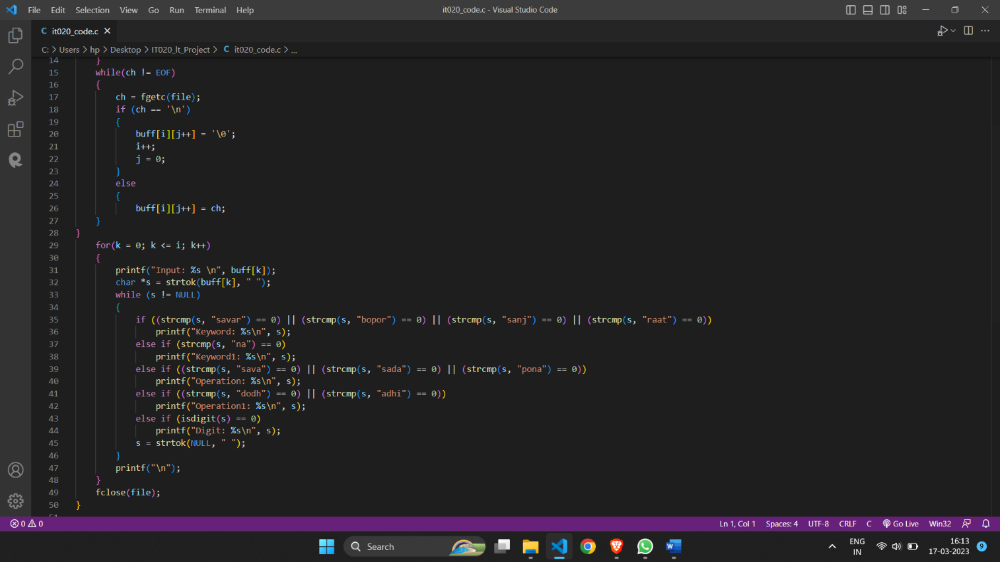 File Edit Selection View Go Run Terminal Help it020_code.c - Visual Studio Code
C it020_code.c
C: > Users > hp > Desktop > IT020_lt_Project > C it020_code.c > ...
14 }
15 while(ch != EOF)
16 {
17 ch = fgetc(file);
18 if (ch == '\n')
19 {
20 buff[i][j++] = '\0';
21 i++;
22 j = 0;
23 }
24 else
25 {
26 buff[i][j++] = ch;
27 }
28 }
29 for(k = 0; k <= i; k++)
30 {
31 printf("Input: %s \n", buff[k]);
32 char *s = strtok(buff[k], " ");
33 while (s != NULL)
34 {
35 if ((strcmp(s, "savar") == 0) || (strcmp(s, "bopor") == 0) || (strcmp(s, "sanj") == 0) || (strcmp(s, "raat") == 0))
36 printf("Keyword: %s\n", s);
37 else if (strcmp(s, "na") == 0)
38 printf("Keyword1: %s\n", s);
39 else if ((strcmp(s, "sava") == 0) || (strcmp(s, "sada") == 0) || (strcmp(s, "pona") == 0))
40 printf("Operation: %s\n", s);
41 else if ((strcmp(s, "dodh") == 0) || (strcmp(s, "adhi") == 0))
42 printf("Operation1: %s\n", s);
43 else if (isdigit(s) == 0)
44 printf("Digit: %s\n", s);
45 s = strtok(NULL, " ");
46 }
47 printf("\n");
48 }
49 fclose(file);
50 }
51
0 0 Ln 1, Col 1 Spaces: 4 UTF-8 CRLF C Go Live Win32
Search ENG IN 16:13 17-03-2023 9